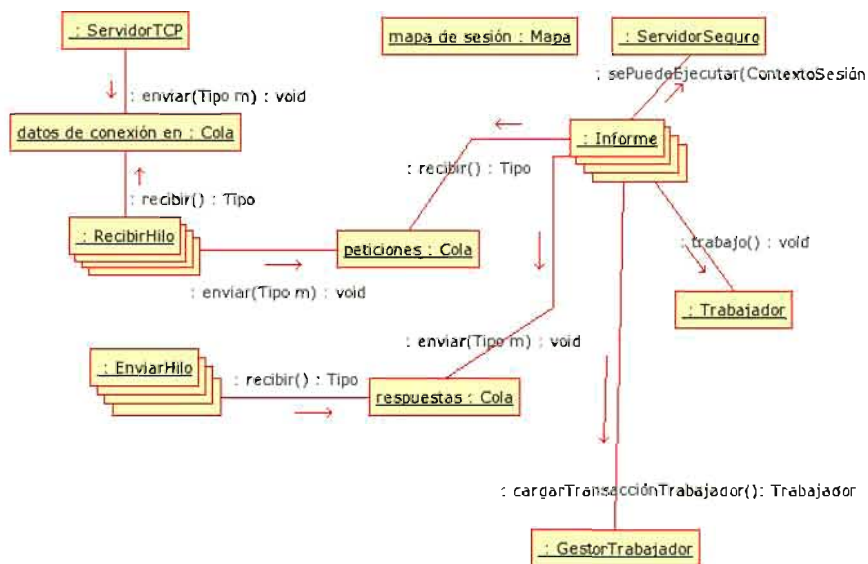 : ServidorTCP
mapa de sesión : Mapa
: ServidorSeguro
: sePuedeEjecutar(ContextoSesión
: enviar(Tipo m) : void
datos de conexión en : Cola
: Informe
: recibir() : Tipo
: recibir() : Tipo
: RecibirHilo
peticiones : Cola
: trabajo() : void
: enviar(Tipo m) : void
: Trabajador
: enviar(Tipo m) : void
: EnviarHilo
: recibir() : Tipo
respuestas : Cola
: cargarTransacciónTrabajador(): Trabajador
: GestorTrabajador